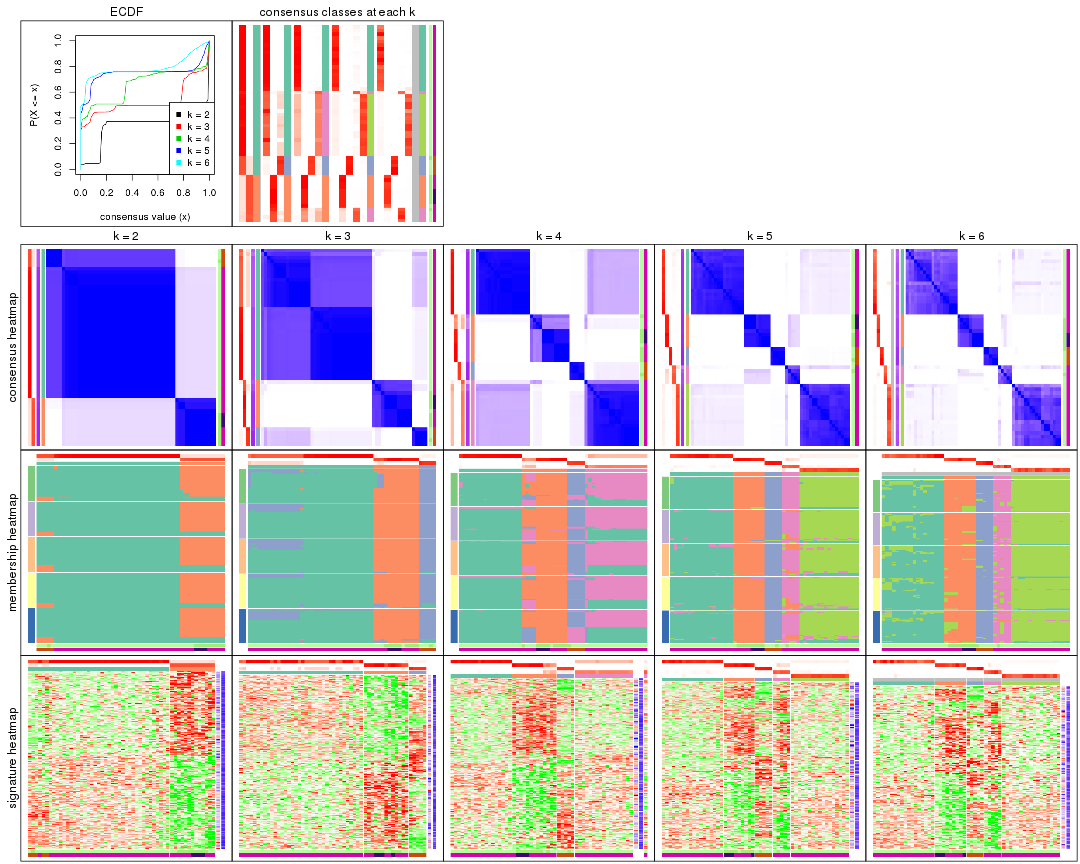 ECDF
consensus classes at each k
P(X <= x)
0.0 0.2 0.4 0.6 0.8 1.0
k = 2
k = 3
k = 4
k = 5
k = 6
0.0 0.2 0.4 0.6 0.8 1.0
consensus value (x)
k = 2
k = 3
k = 4
k = 5
k = 6
consensus heatmap
membership heatmap
signature heatmap